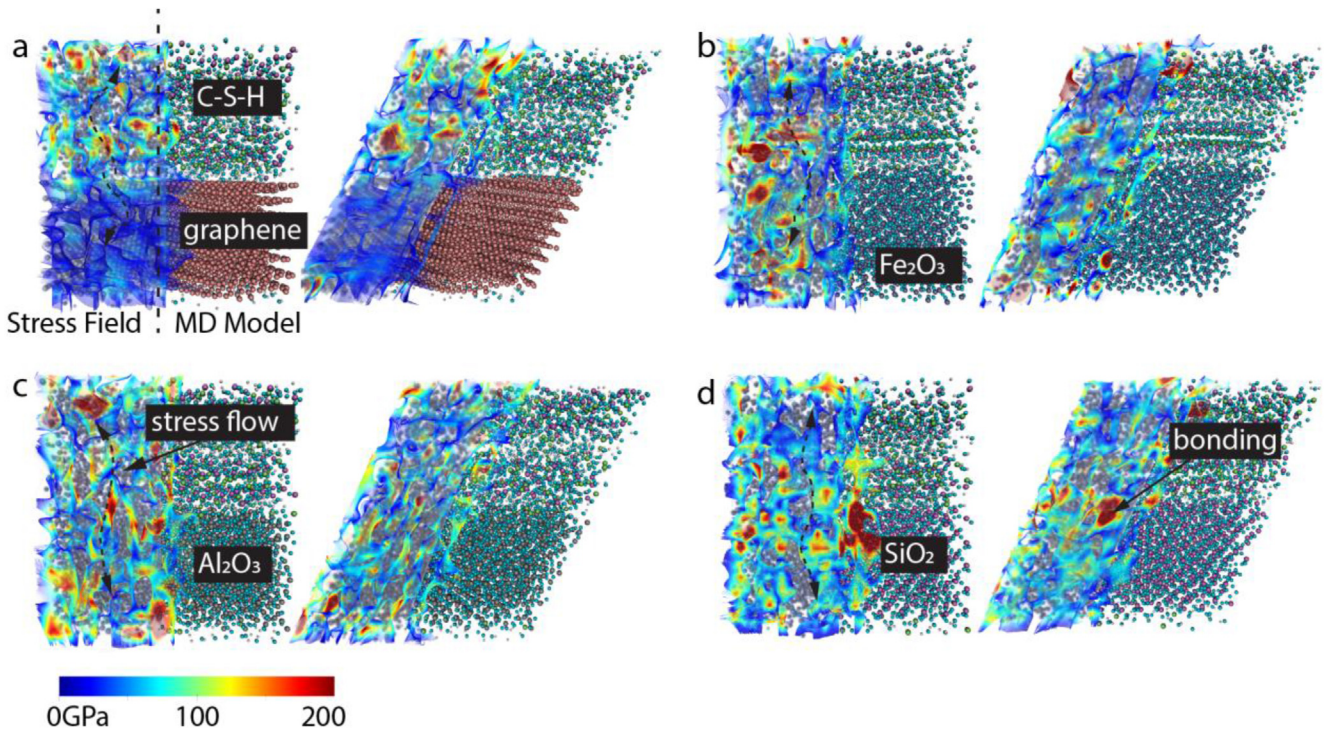 a
C-S-H
graphene
Stress Field
MD Model
b
Fe₂O₃
c
stress flow
Al₂O₃
d
bonding
SiO₂
0GPa 100 200